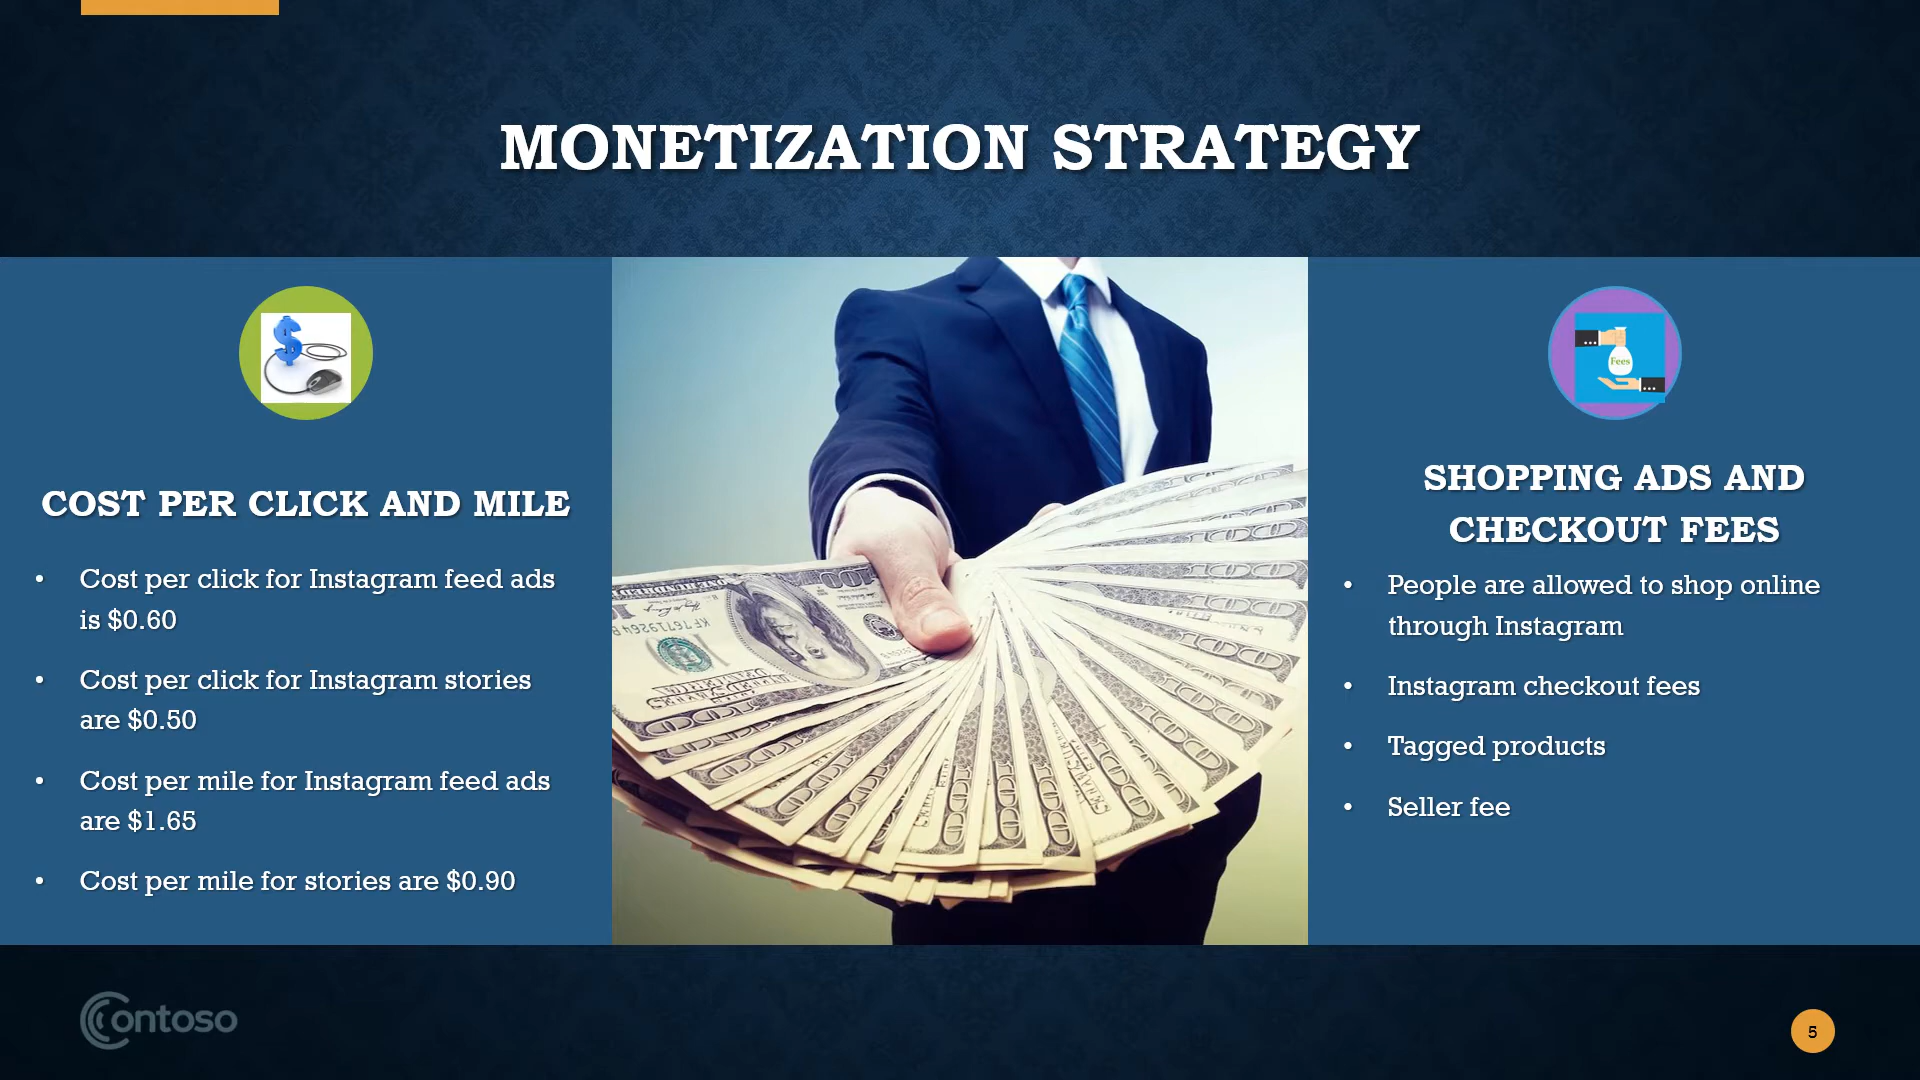 MONETIZATION STRATEGY
COST PER CLICK AND MILE
• Cost per click for Instagram feed ads
is $0.60
• Cost per click for Instagram stories
are $0.50
• Cost per mile for Instagram feed ads
are $1.65
• Cost per mile for stories are $0.90
100
Fees
SHOPPING ADS AND
CHECKOUT FEES
• People are allowed to shop online
through Instagram
• Instagram checkout fees
• Tagged products
• Seller fee
Contoso
5